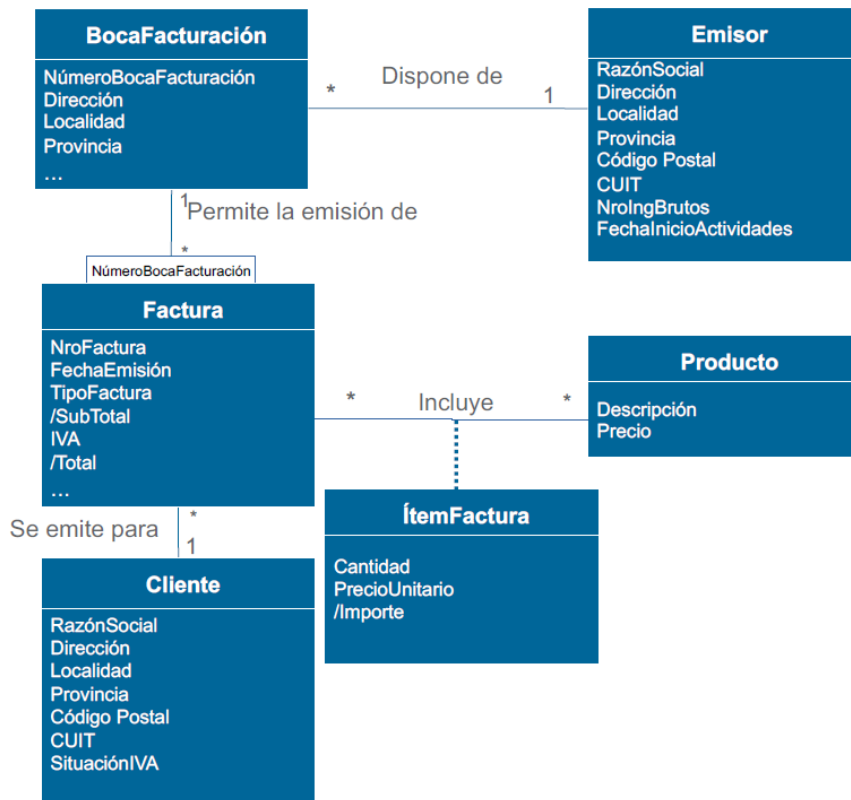 BocaFacturación
NúmeroBocaFacturación
Dirección
Localidad
Provincia
...
* Dispone de 1
Emisor
RazónSocial
Dirección
Localidad
Provincia
Código Postal
CUIT
NroIngBrutos
FechaInicioActividades
1
Permite la emisión de
*
NúmeroBocaFacturación
Factura
NroFactura
FechaEmisión
TipoFactura
/SubTotal
IVA
/Total
...
* Incluye *
Producto
Descripción
Precio
ÍtemFactura
Cantidad
PrecioUnitario
/Importe
*
Se emite para
1
Cliente
RazónSocial
Dirección
Localidad
Provincia
Código Postal
CUIT
SituaciónIVA